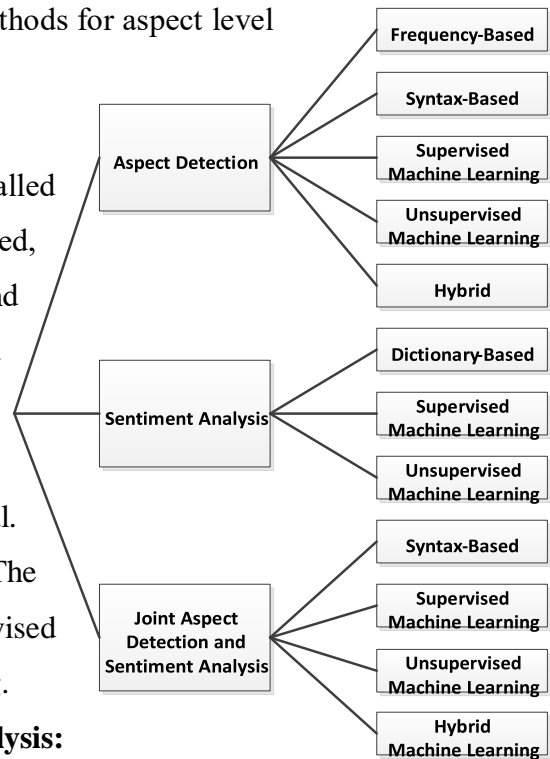 thods for aspect level
alled
ed,
nd
l.
The
vised
g.
lysis:
Aspect Detection
Frequency-Based
Syntax-Based
Supervised
Machine Learning
Unsupervised
Machine Learning
Hybrid
Sentiment Analysis
Dictionary-Based
Supervised
Machine Learning
Unsupervised
Machine Learning
Joint Aspect
Detection and
Sentiment Analysis
Syntax-Based
Supervised
Machine Learning
Unsupervised
Machine Learning
Hybrid
Machine Learning